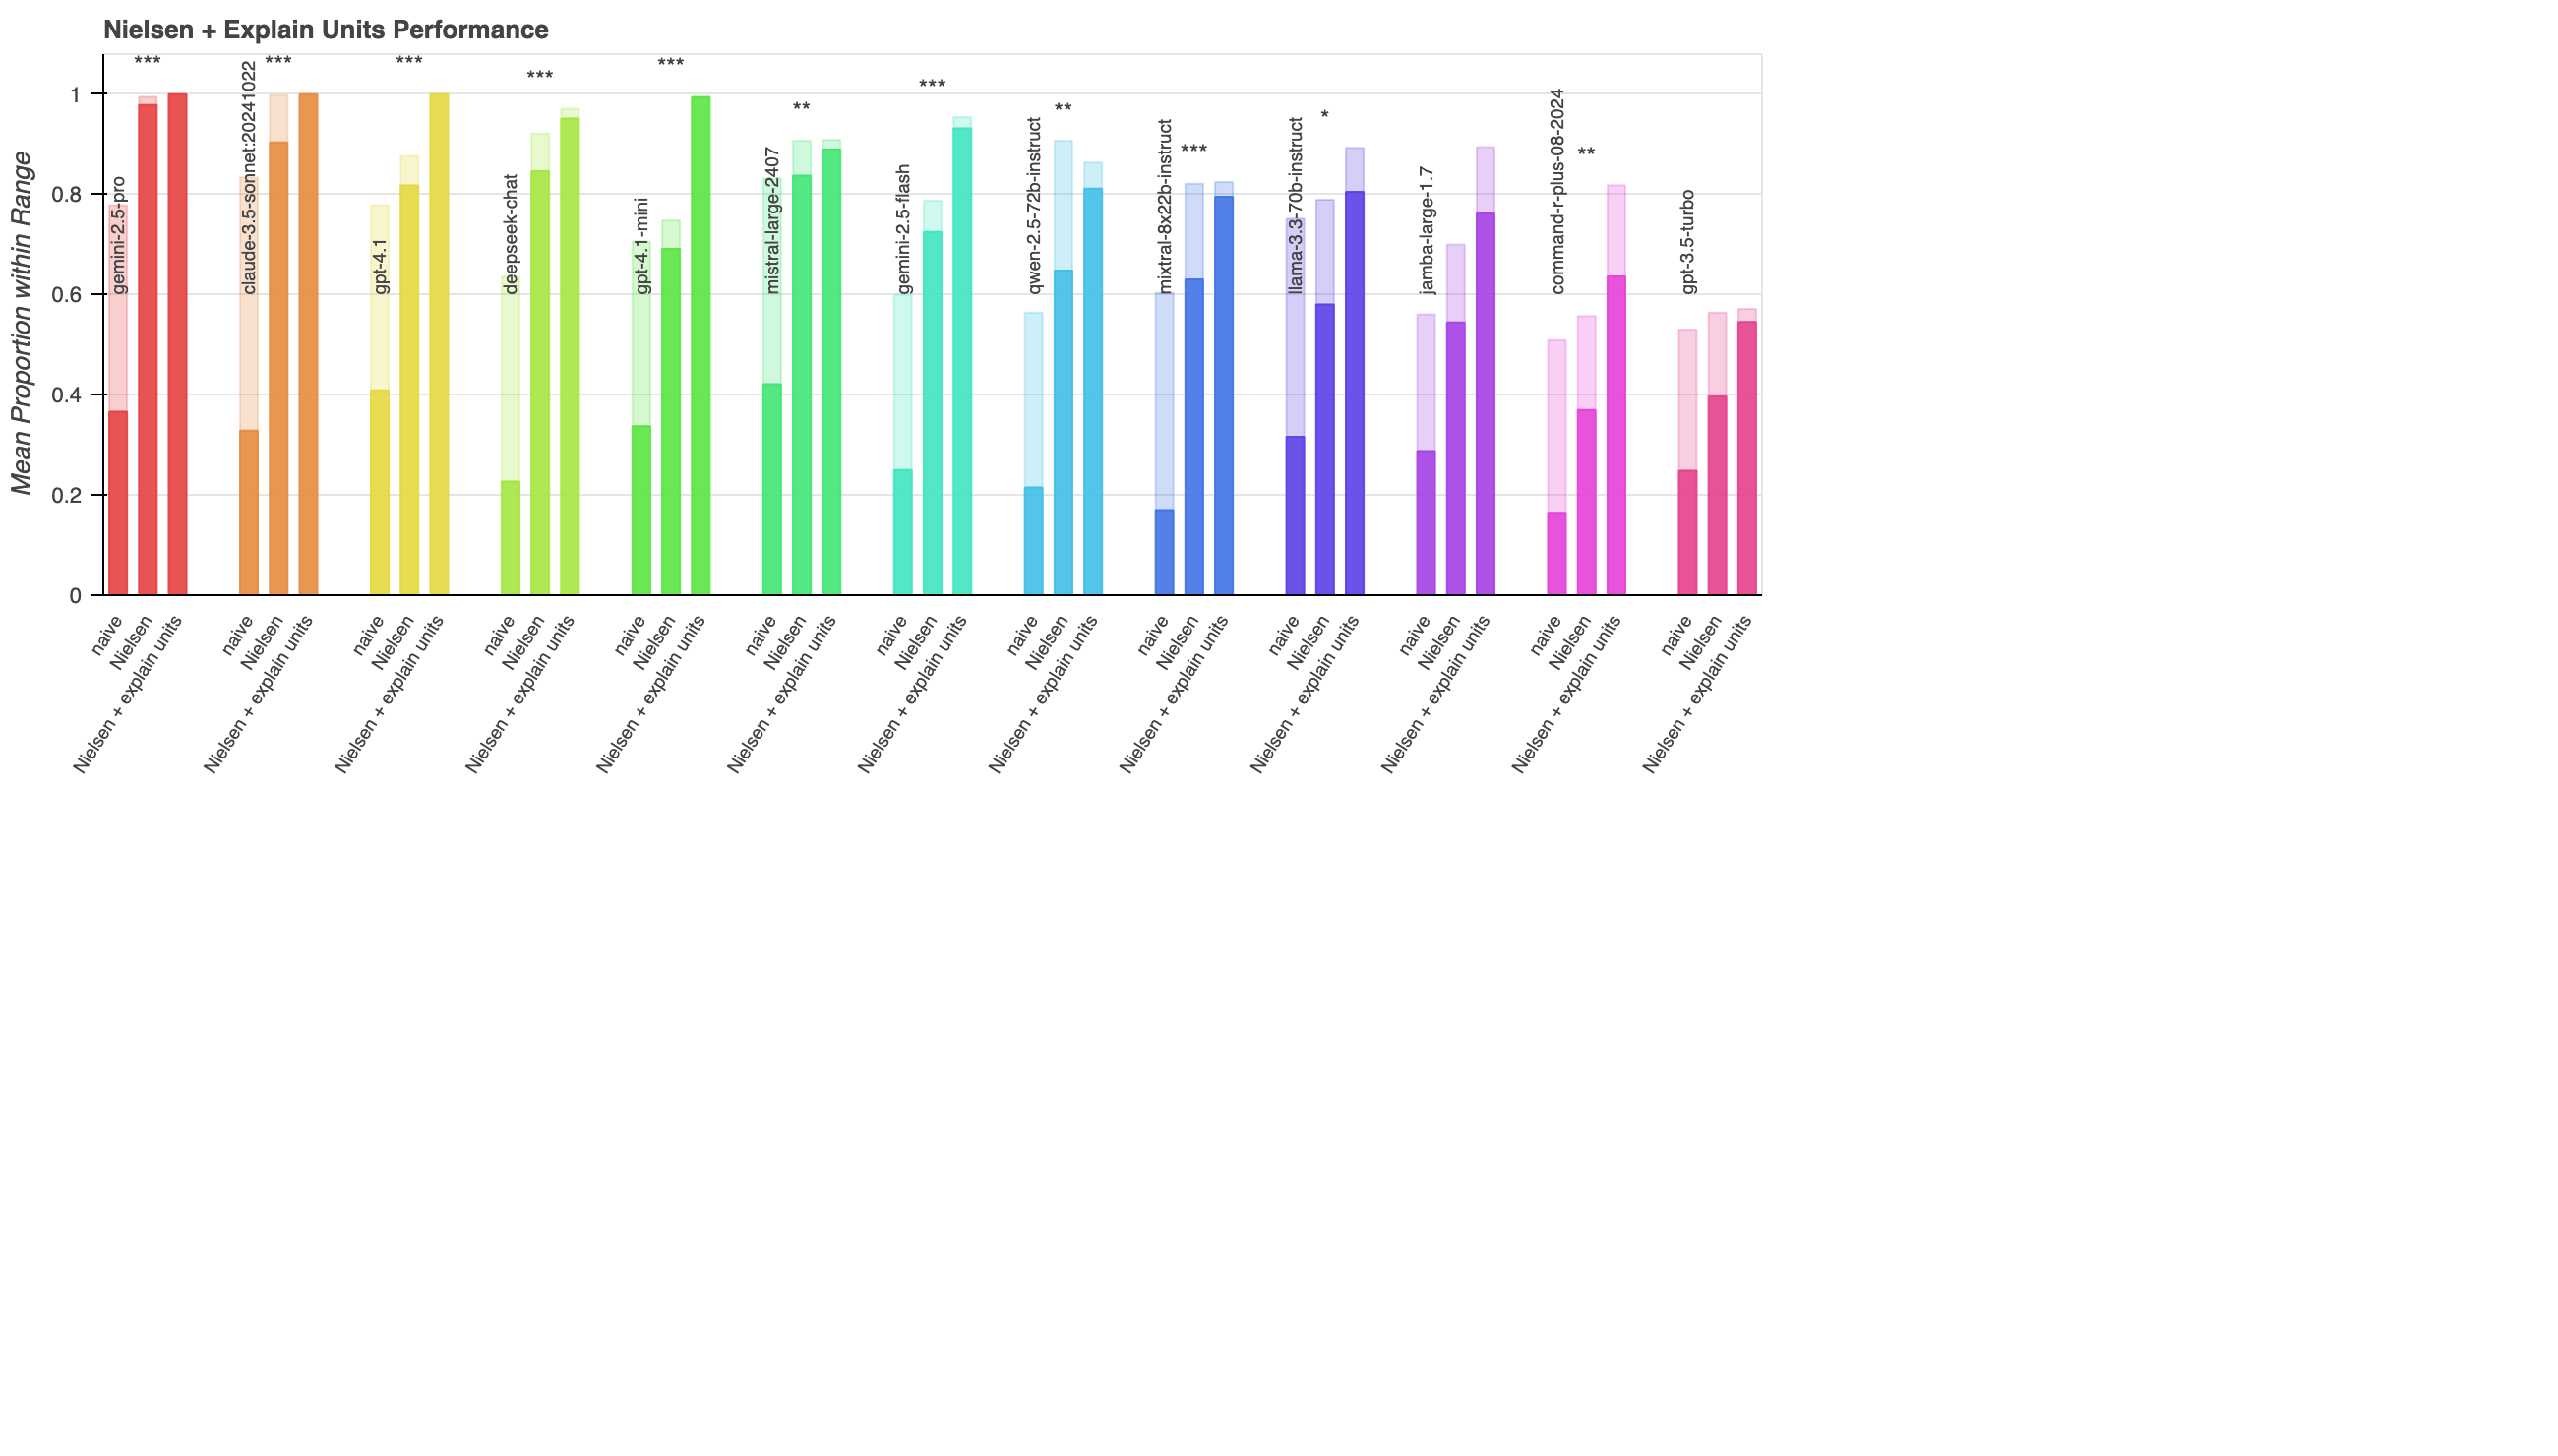 Nielsen + Explain Units Performance
Mean Proportion within Range
1
0.8
0.6
0.4
0.2
0
***
***
***
***
***
**
***
**
***
*
**
gemini-2.5-pro
claude-3.5-sonnet:20241022
gpt-4.1
deepseek-chat
gpt-4.1-mini
mistral-large-2407
gemini-2.5-flash
qwen-2.5-72b-instruct
mixtral-8x22b-instruct
llama-3.3-70b-instruct
jamba-large-1.7
command-r-plus-08-2024
gpt-3.5-turbo
naive
Nielsen
Nielsen + explain units
naive
Nielsen
Nielsen + explain units
naive
Nielsen
Nielsen + explain units
naive
Nielsen
Nielsen + explain units
naive
Nielsen
Nielsen + explain units
naive
Nielsen
Nielsen + explain units
naive
Nielsen
Nielsen + explain units
naive
Nielsen
Nielsen + explain units
naive
Nielsen
Nielsen + explain units
naive
Nielsen
Nielsen + explain units
naive
Nielsen
Nielsen + explain units
naive
Nielsen
Nielsen + explain units
naive
Nielsen
Nielsen + explain units